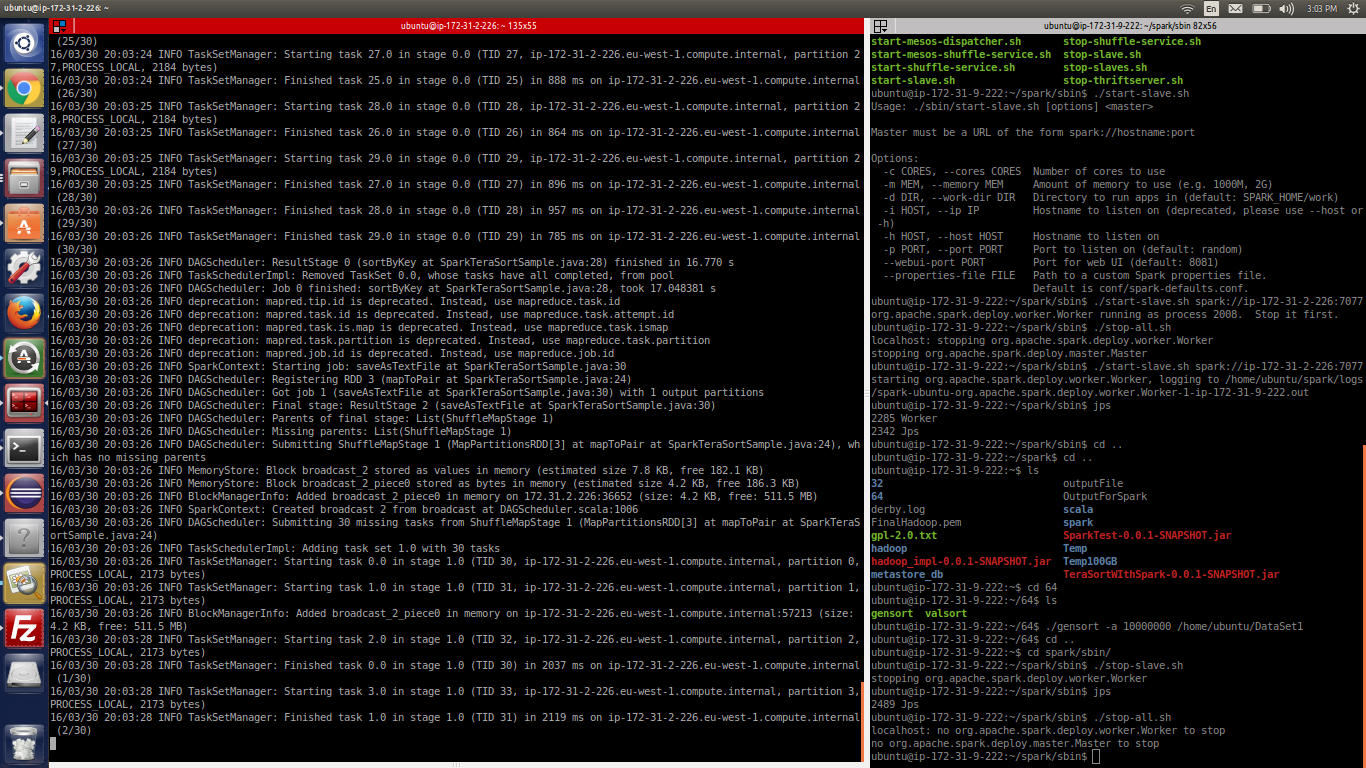 ubuntu@ip-172-31-2-226: ~
En
3:03 PM
ubuntu@ip-172-31-2-226: ~ 135x55
(25/30)
16/03/30 20:03:24 INFO TaskSetManager: Starting task 27.0 in stage 0.0 (TID 27, ip-172-31-2-226.eu-west-1.compute.internal, partition 2
7,PROCESS_LOCAL, 2184 bytes)
16/03/30 20:03:24 INFO TaskSetManager: Finished task 25.0 in stage 0.0 (TID 25) in 888 ms on ip-172-31-2-226.eu-west-1.compute.internal
(26/30)
16/03/30 20:03:25 INFO TaskSetManager: Starting task 28.0 in stage 0.0 (TID 28, ip-172-31-2-226.eu-west-1.compute.internal, partition 2
8,PROCESS_LOCAL, 2184 bytes)
16/03/30 20:03:25 INFO TaskSetManager: Finished task 26.0 in stage 0.0 (TID 26) in 864 ms on ip-172-31-2-226.eu-west-1.compute.internal
(27/30)
16/03/30 20:03:25 INFO TaskSetManager: Starting task 29.0 in stage 0.0 (TID 29, ip-172-31-2-226.eu-west-1.compute.internal, partition 2
9,PROCESS_LOCAL, 2184 bytes)
16/03/30 20:03:25 INFO TaskSetManager: Finished task 27.0 in stage 0.0 (TID 27) in 896 ms on ip-172-31-2-226.eu-west-1.compute.internal
(28/30)
16/03/30 20:03:26 INFO TaskSetManager: Finished task 28.0 in stage 0.0 (TID 28) in 957 ms on ip-172-31-2-226.eu-west-1.compute.internal
(29/30)
16/03/30 20:03:26 INFO TaskSetManager: Finished task 29.0 in stage 0.0 (TID 29) in 785 ms on ip-172-31-2-226.eu-west-1.compute.internal
(30/30)
16/03/30 20:03:26 INFO DAGScheduler: ResultStage 0 (sortByKey at SparkTeraSortSample.java:28) finished in 16.770 s
16/03/30 20:03:26 INFO TaskSchedulerImpl: Removed TaskSet 0.0, whose tasks have all completed, from pool
16/03/30 20:03:26 INFO DAGScheduler: Job 0 finished: sortByKey at SparkTeraSortSample.java:28, took 17.048381 s
16/03/30 20:03:26 INFO deprecation: mapred.tip.id is deprecated. Instead, use mapreduce.task.id
16/03/30 20:03:26 INFO deprecation: mapred.task.id is deprecated. Instead, use mapreduce.task.attempt.id
16/03/30 20:03:26 INFO deprecation: mapred.task.is.map is deprecated. Instead, use mapreduce.task.ismap
16/03/30 20:03:26 INFO deprecation: mapred.task.partition is deprecated. Instead, use mapreduce.task.partition
16/03/30 20:03:26 INFO deprecation: mapred.job.id is deprecated. Instead, use mapreduce.job.id
16/03/30 20:03:26 INFO SparkContext: Starting job: saveAsTextFile at SparkTeraSortSample.java:30
16/03/30 20:03:26 INFO DAGScheduler: Registering RDD 3 (mapToPair at SparkTeraSortSample.java:24)
16/03/30 20:03:26 INFO DAGScheduler: Got job 1 (saveAsTextFile at SparkTeraSortSample.java:30) with 1 output partitions
16/03/30 20:03:26 INFO DAGScheduler: Final stage: ResultStage 2 (saveAsTextFile at SparkTeraSortSample.java:30)
16/03/30 20:03:26 INFO DAGScheduler: Parents of final stage: List(ShuffleMapStage 1)
16/03/30 20:03:26 INFO DAGScheduler: Missing parents: List(ShuffleMapStage 1)
16/03/30 20:03:26 INFO DAGScheduler: Submitting ShuffleMapStage 1 (MapPartitionsRDD[3] at mapToPair at SparkTeraSortSample.java:24), wh
ich has no missing parents
16/03/30 20:03:26 INFO MemoryStore: Block broadcast_2 stored as values in memory (estimated size 7.8 KB, free 182.1 KB)
16/03/30 20:03:26 INFO MemoryStore: Block broadcast_2_piece0 stored as bytes in memory (estimated size 4.2 KB, free 186.3 KB)
16/03/30 20:03:26 INFO BlockManagerInfo: Added broadcast_2_piece0 in memory on 172.31.2.226:36652 (size: 4.2 KB, free: 511.5 MB)
16/03/30 20:03:26 INFO SparkContext: Created broadcast 2 from broadcast at DAGScheduler.scala:1006
16/03/30 20:03:26 INFO DAGScheduler: Submitting 30 missing tasks from ShuffleMapStage 1 (MapPartitionsRDD[3] at mapToPair at SparkTeraS
ortSample.java:24)
16/03/30 20:03:26 INFO TaskSchedulerImpl: Adding task set 1.0 with 30 tasks
16/03/30 20:03:26 INFO TaskSetManager: Starting task 0.0 in stage 1.0 (TID 30, ip-172-31-2-226.eu-west-1.compute.internal, partition 0,
PROCESS_LOCAL, 2173 bytes)
16/03/30 20:03:26 INFO TaskSetManager: Starting task 1.0 in stage 1.0 (TID 31, ip-172-31-2-226.eu-west-1.compute.internal, partition 1,
PROCESS_LOCAL, 2173 bytes)
16/03/30 20:03:26 INFO BlockManagerInfo: Added broadcast_2_piece0 in memory on ip-172-31-2-226.eu-west-1.compute.internal:57213 (size:
4.2 KB, free: 511.5 MB)
16/03/30 20:03:28 INFO TaskSetManager: Starting task 2.0 in stage 1.0 (TID 32, ip-172-31-2-226.eu-west-1.compute.internal, partition 2,
PROCESS_LOCAL, 2173 bytes)
16/03/30 20:03:28 INFO TaskSetManager: Finished task 0.0 in stage 1.0 (TID 30) in 2037 ms on ip-172-31-2-226.eu-west-1.compute.internal
(1/30)
16/03/30 20:03:28 INFO TaskSetManager: Starting task 3.0 in stage 1.0 (TID 33, ip-172-31-2-226.eu-west-1.compute.internal, partition 3,
PROCESS_LOCAL, 2173 bytes)
16/03/30 20:03:28 INFO TaskSetManager: Finished task 1.0 in stage 1.0 (TID 31) in 2119 ms on ip-172-31-2-226.eu-west-1.compute.internal
(2/30)
ubuntu@ip-172-31-9-222: ~/spark/sbin 82x56
start-mesos-dispatcher.sh stop-shuffle-service.sh
start-mesos-shuffle-service.sh stop-slave.sh
start-shuffle-service.sh stop-slaves.sh
start-slave.sh stop-thriftserver.sh
ubuntu@ip-172-31-9-222:~/spark/sbin$ ./start-slave.sh
Usage: ./sbin/start-slave.sh [options] <master>
Master must be a URL of the form spark://hostname:port
Options:
-c CORES, --cores CORES Number of cores to use
-m MEM, --memory MEM Amount of memory to use (e.g. 1000M, 2G)
-d DIR, --work-dir DIR Directory to run apps in (default: SPARK_HOME/work)
-i HOST, --ip IP Hostname to listen on (deprecated, please use --host or
-h)
-h HOST, --host HOST Hostname to listen on
-p PORT, --port PORT Port to listen on (default: random)
--webui-port PORT Port for web UI (default: 8081)
--properties-file FILE Path to a custom Spark properties file.
Default is conf/spark-defaults.conf.
ubuntu@ip-172-31-9-222:~/spark/sbin$ ./start-slave.sh spark://ip-172-31-2-226:7077
org.apache.spark.deploy.worker.Worker running as process 2008. Stop it first.
ubuntu@ip-172-31-9-222:~/spark/sbin$ ./stop-all.sh
localhost: stopping org.apache.spark.deploy.worker.Worker
stopping org.apache.spark.deploy.master.Master
ubuntu@ip-172-31-9-222:~/spark/sbin$ ./start-slave.sh spark://ip-172-31-2-226:7077
starting org.apache.spark.deploy.worker.Worker, logging to /home/ubuntu/spark/logs
/spark-ubuntu-org.apache.spark.deploy.worker.Worker-1-ip-172-31-9-222.out
ubuntu@ip-172-31-9-222:~/spark/sbin$ jps
2285 Worker
2342 Jps
ubuntu@ip-172-31-9-222:~/spark/sbin$ cd ..
ubuntu@ip-172-31-9-222:~/spark$ cd ..
ubuntu@ip-172-31-9-222:~$ ls
32 outputFile
64 OutputForSpark
derby.log scala
FinalHadoop.pem spark
gpl-2.0.txt SparkTest-0.0.1-SNAPSHOT.jar
hadoop Temp
hadoop_impl-0.0.1-SNAPSHOT.jar Temp100GB
metastore_db TeraSortWIthSpark-0.0.1-SNAPSHOT.jar
ubuntu@ip-172-31-9-222:~$ cd 64
ubuntu@ip-172-31-9-222:~/64$ ls
gensort valsort
ubuntu@ip-172-31-9-222:~/64$ ./gensort -a 10000000 /home/ubuntu/DataSet1
ubuntu@ip-172-31-9-222:~/64$ cd ..
ubuntu@ip-172-31-9-222:~$ cd spark/sbin/
ubuntu@ip-172-31-9-222:~/spark/sbin$ ./stop-slave.sh
stopping org.apache.spark.deploy.worker.Worker
ubuntu@ip-172-31-9-222:~/spark/sbin$ jps
2489 Jps
ubuntu@ip-172-31-9-222:~/spark/sbin$ ./stop-all.sh
localhost: no org.apache.spark.deploy.worker.Worker to stop
no org.apache.spark.deploy.master.Master to stop
ubuntu@ip-172-31-9-222:~/spark/sbin$